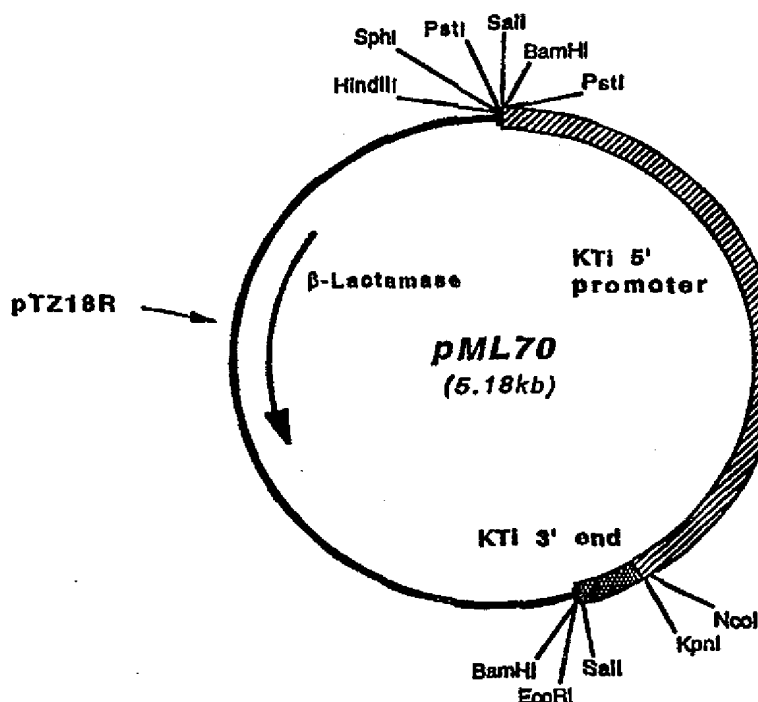 PstI
SalI
SphI
BamHI
HindIII
PstI
KTi 5'
promoter
β-Lactamase
pTZ18R
pML70
(5.18kb)
KTi 3' end
NcoI
KpnI
BamHI
SalI
EcoRI